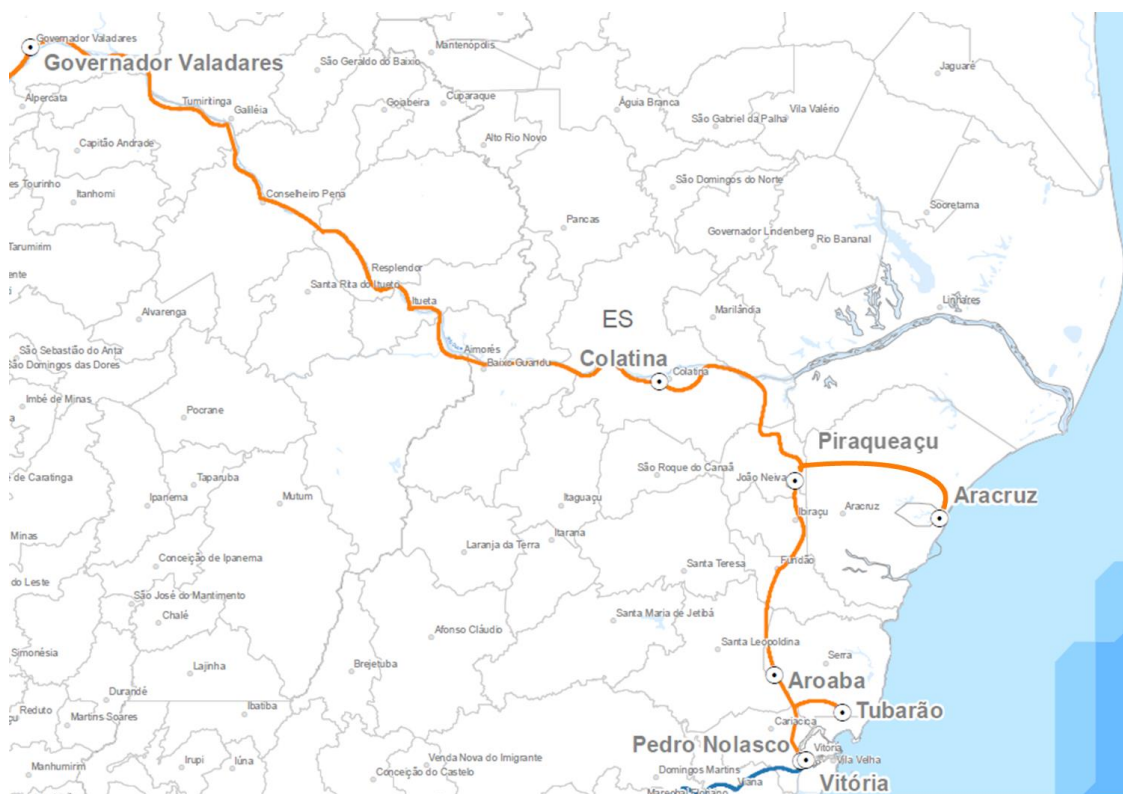 Governador Valadares
Governador Valadares
Mantenópolis
São Geraldo do Baixio
Jaguaré
Alpercata
Tumiritinga
Galiléia
Goiabeira
Cuparaque
Águia Branca
Vila Valério
São Gabriel da Palha
Capitão Andrade
Alto Rio Novo
es Tourinho
Itanhomi
Conselheiro Pena
São Domingos do Norte
Sooretama
Pancas
Governador Lindenberg
Rio Bananal
Tarumirim
ente
Resplendor
Santa Rita do Itueto
Itueta
Linhares
Alvarenga
Marilândia
ES
São Sebastião do Anta
São Domingos das Dores
Aimorés
Baixo Guandu
Colatina
Colatina
Imbé de Minas
Pocrane
Piraqueaçu
e de Caratinga
Taparuba
São Roque do Canaã
João Neiva
Ipanema
Mutum
Itaguaçu
Aracruz
Aracruz
Ibiraçu
Minas
Itarana
Laranja da Terra
Conceição de Ipanema
Fundão
Santa Teresa
do Leste
São José do Mantimento
Chalé
Santa Maria de Jetibá
Afonso Cláudio
Santa Leopoldina
Simonésia
Lajinha
Brejetuba
Serra
Aroaba
Durandé
Reduto
Martins Soares
Ibatiba
Tubarão
Cariacica
Pedro Nolasco
Vitória
Vila Velha
Manhumirim
Irupi
Iúna
Venda Nova do Imigrante
Conceição do Castelo
Domingos Martins
Viana
Vitória
Marechal Floriano